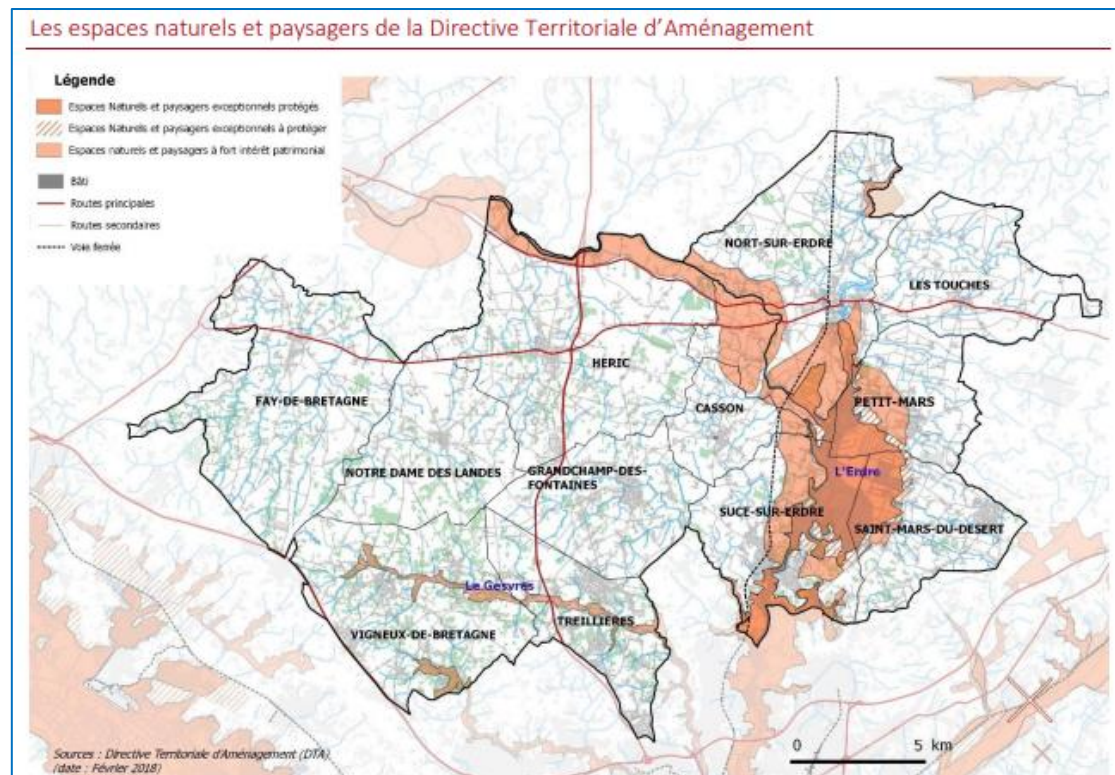 Les espaces naturels et paysagers de la Directive Territoriale d'Aménagement
Légende
Espaces Naturels et paysagers exceptionnels protégés
Espaces Naturels et paysagers exceptionnels à protéger
Espaces naturels et paysagers à fort intérêt patrimonial
Bâti
Routes principales
Routes secondaires
Voie ferrée
NORT-SUR-ERDRE
LES TOUCHES
HERIC
FAY-DE-BRETAGNE
CASSON
PETIT-MARS
NOTRE DAME DES LANDES
GRANDCHAMP-DES-
FONTAINES
L'Erdre
SUCE-SUR-ERDRE
SAINT-MARS-DU-DESERT
Le Gesvres
VIGNEUX-DE-BRETAGNE
TREILLIÈRES
Sources : Directive Territoriale d'Aménagement (DTA)
(date : Février 2018)
0 5 km